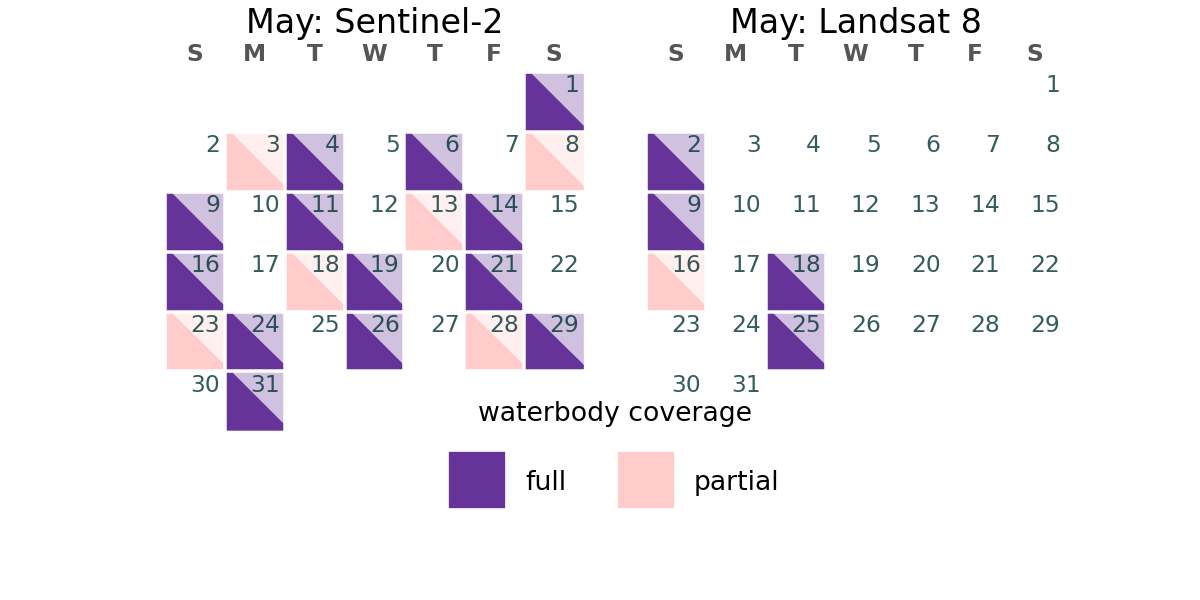 May: Sentinel-2
S M T W T F S
1
2 3 4 5 6 7 8
9 10 11 12 13 14 15
16 17 18 19 20 21 22
23 24 25 26 27 28 29
30 31
May: Landsat 8
S M T W T F S
1
2 3 4 5 6 7 8
9 10 11 12 13 14 15
16 17 18 19 20 21 22
23 24 25 26 27 28 29
30 31
waterbody coverage
full
partial